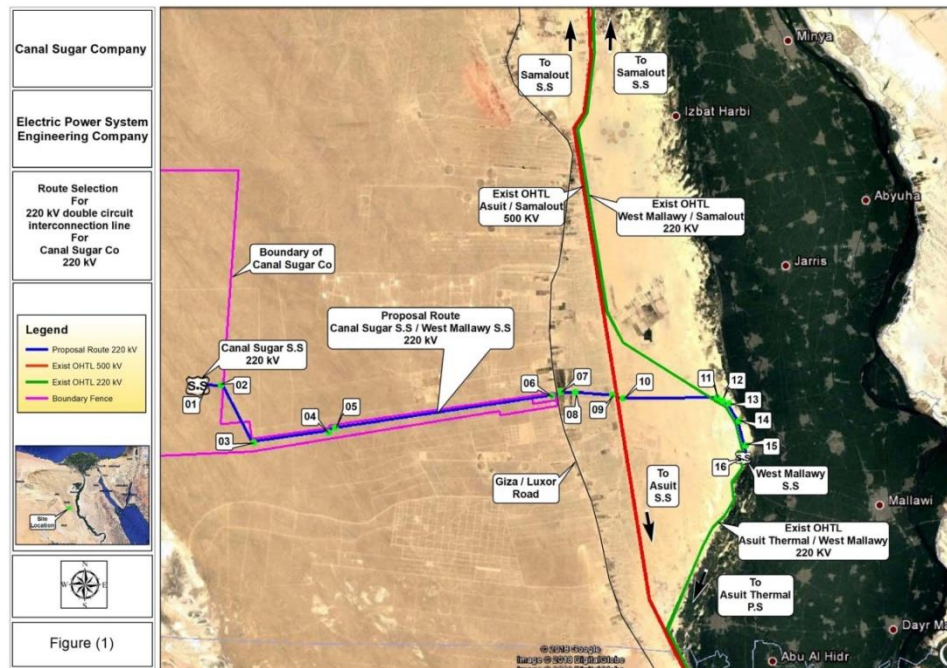 Canal Sugar Company
Electric Power System
Engineering Company
Route Selection
For
220 kV double circuit
interconnection line
For
Canal Sugar Co
220 kV
Legend
Proposal Route 220 kV
Exist OHTL 500 kV
Exist OHTL 220 kV
Boundary Fence
Site
Location
N
W
E
S
Figure (1)
To
Samalout
S.S
To
Samalout
S.S
Minya
Izbat Harbi
Abyuha
Jarris
Exist OHTL
Asuit / Samalout
500 KV
Exist OHTL
West Mallawy / Samalout
220 KV
Boundary of
Canal Sugar Co
Proposal Route
Canal Sugar S.S / West Mallawy S.S
220 kV
Canal Sugar S.S
220 kV
S.S
01
02
03
04
05
06
07
08
09
10
11
12
13
14
15
16
S.S
West Mallawy
S.S
Giza / Luxor
Road
To
Asuit
S.S
Mallawi
Exist OHTL
Asuit Thermal / West Mallawy
220 KV
To
Asuit Thermal
P.S
Abu Al Hidr
© 2018 Google